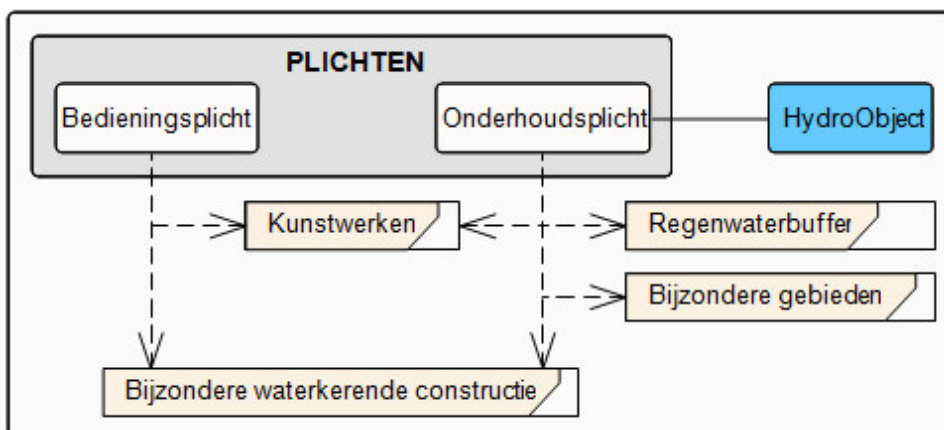 PLICHTEN
Bedieningsplicht
Onderhoudsplicht
HydroObject
Kunstwerken
Regenwaterbuffer
Bijzondere gebieden
Bijzondere waterkerende constructie